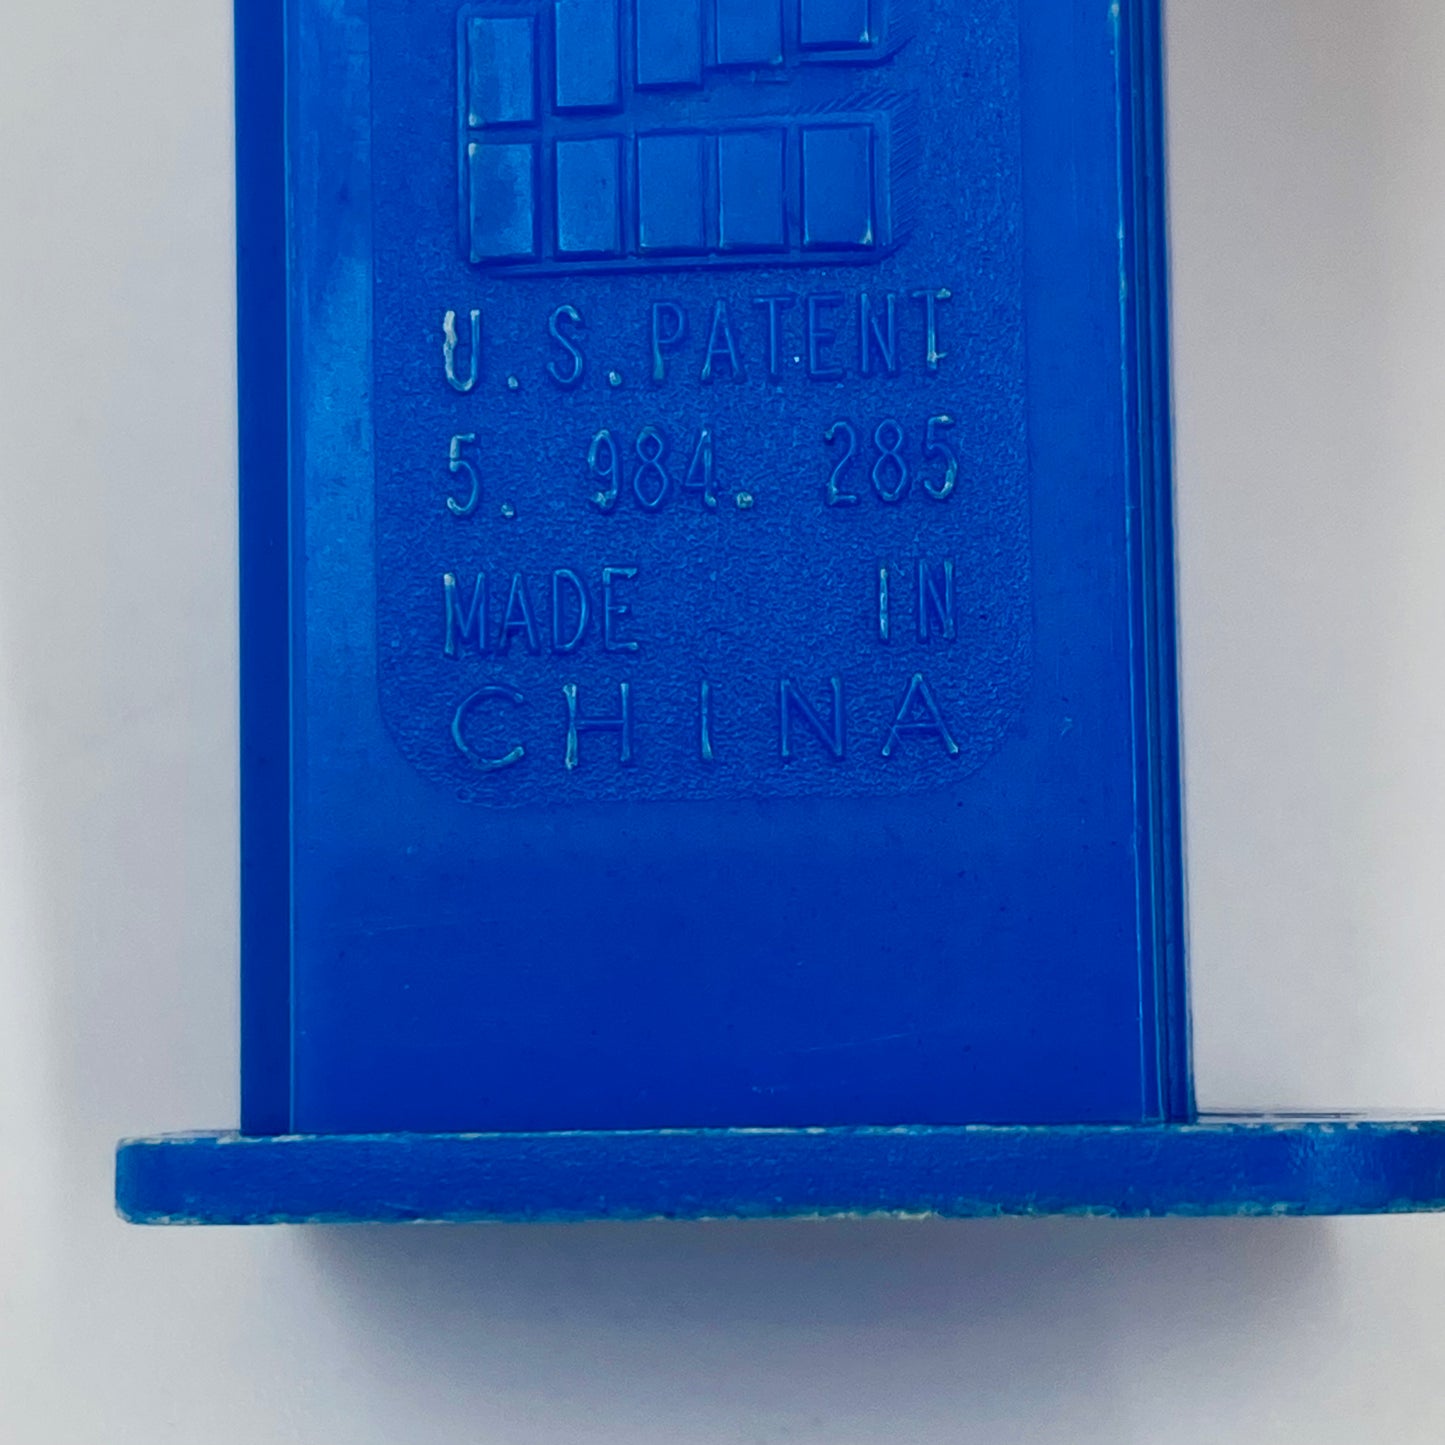 U.S.PATENT
5. 984. 285
MADE IN
CHINA